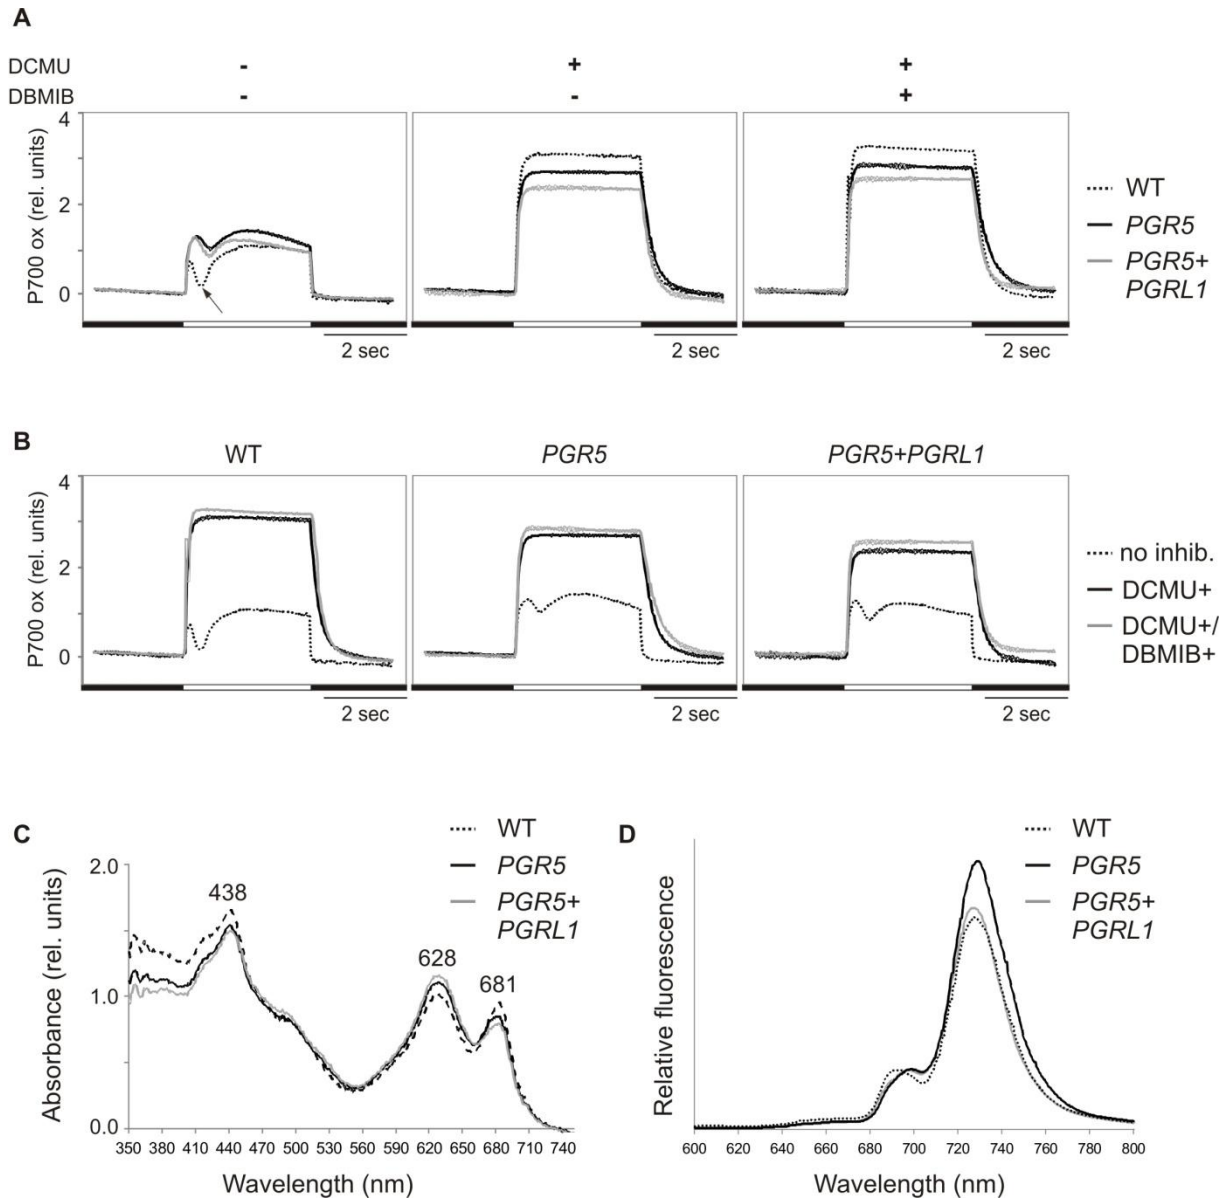 A
DCMU - + +
DBMIB - - +
P700 ox (rel. units)
4
2
0
2 sec 2 sec 2 sec
WT
PGR5
PGR5+
PGRL1
B
WT PGR5 PGR5+PGRL1
P700 ox (rel. units)
4
2
0
2 sec 2 sec 2 sec
no inhib.
DCMU+
DCMU+/
DBMIB+
C
WT
PGR5
PGR5+
PGRL1
Absorbance (rel. units)
2.0
1.0
0.0
438
628
681
350 380 410 440 470 500 530 560 590 620 650 680 710 740
Wavelength (nm)
D
WT
PGR5
PGR5+
PGRL1
Relative fluorescence
600 620 640 660 680 700 720 740 760 780 800
Wavelength (nm)